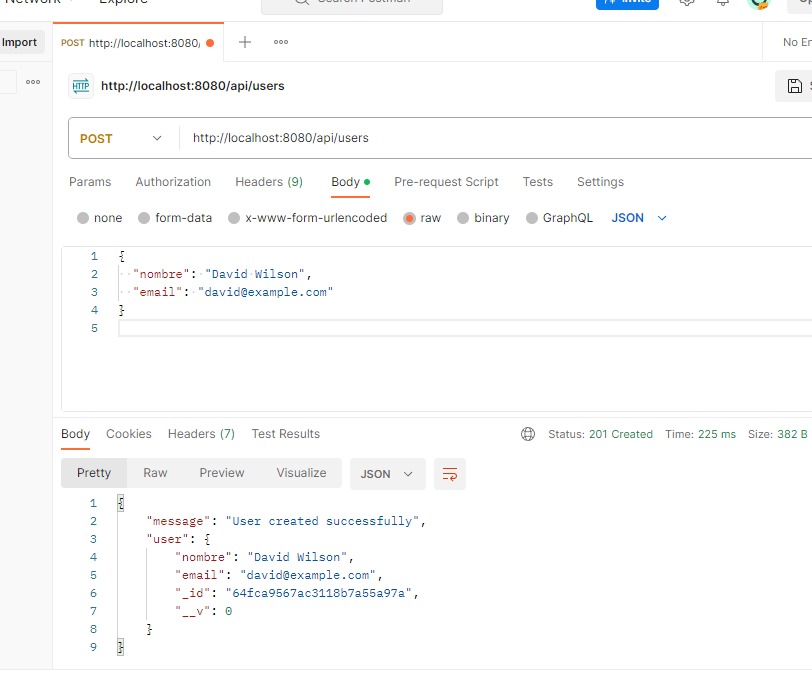 Network Explore Search Postman Invite
Import POST http://localhost:8080/ No En
HTTP http://localhost:8080/api/users
POST http://localhost:8080/api/users
Params Authorization Headers (9) Body Pre-request Script Tests Settings
none form-data x-www-form-urlencoded raw binary GraphQL JSON
1 {
2 "nombre": "David Wilson",
3 "email": "david@example.com"
4 }
5
Body Cookies Headers (7) Test Results Status: 201 Created Time: 225 ms Size: 382 B
Pretty Raw Preview Visualize JSON
1 {
2 "message": "User created successfully",
3 "user": {
4 "nombre": "David Wilson",
5 "email": "david@example.com",
6 "_id": "64fca9567ac3118b7a55a97a",
7 "__v": 0
8 }
9 }